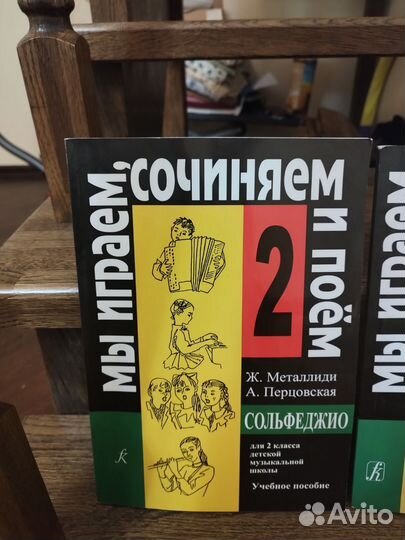 мы играем,
сочиняем
и поём
2
Ж. Металлиди
А. Перцовская
СОЛЬФЕДЖИО
для 2 класса
детской
музыкальной
школы
Учебное пособие
мы играем
Avito